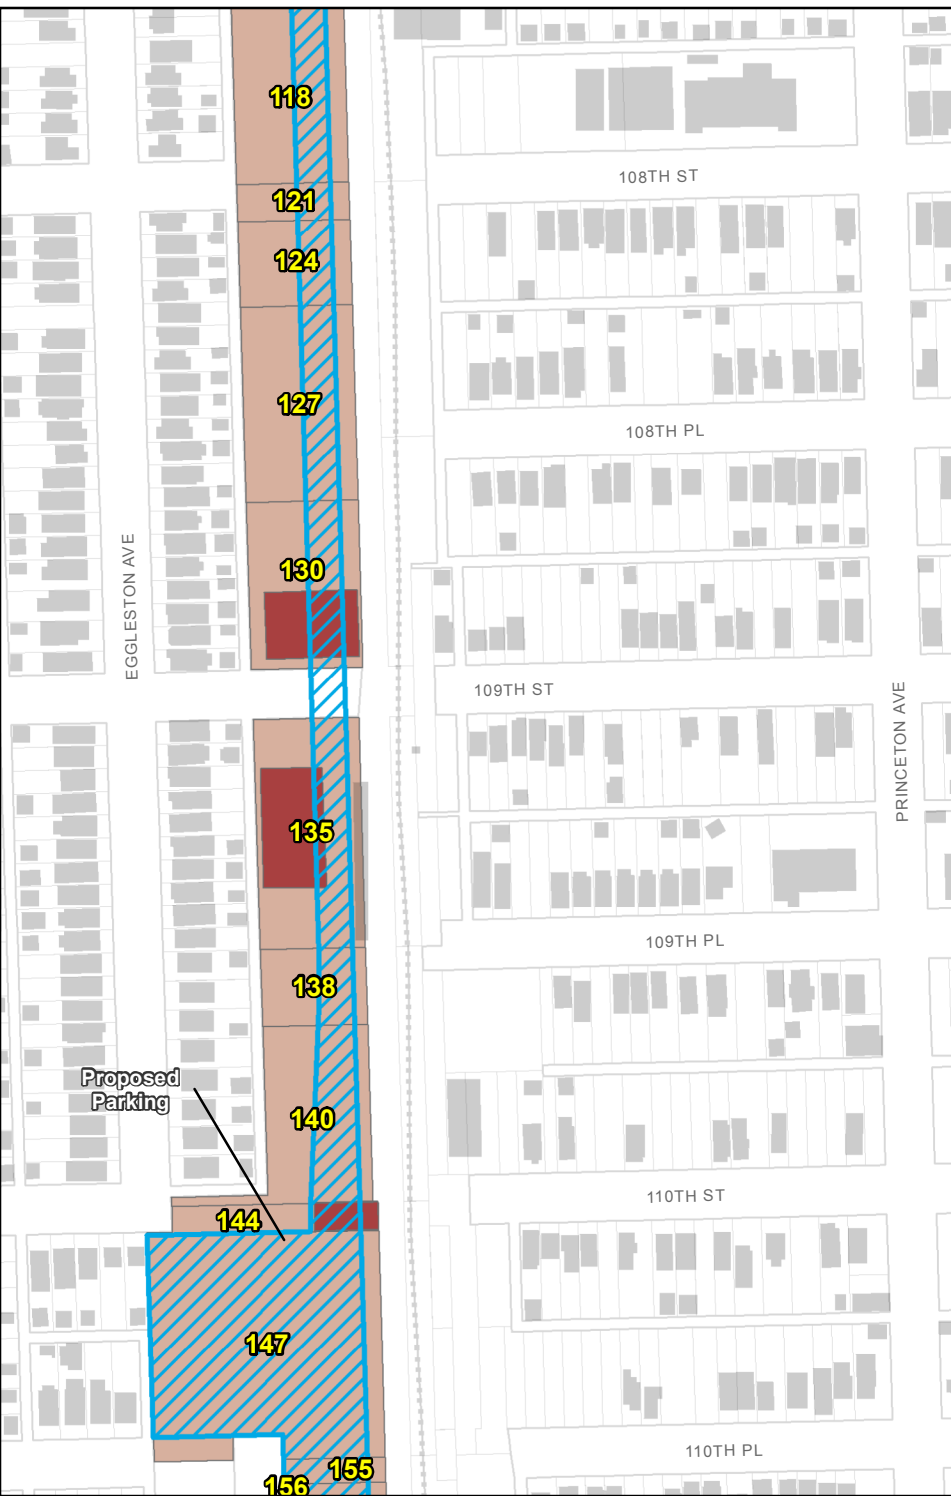 118
108TH ST
121
124
127
108TH PL
EGGLESTON AVE
130
109TH ST
PRINCETON AVE
135
109TH PL
138
Proposed
Parking
140
110TH ST
144
147
110TH PL
155
156